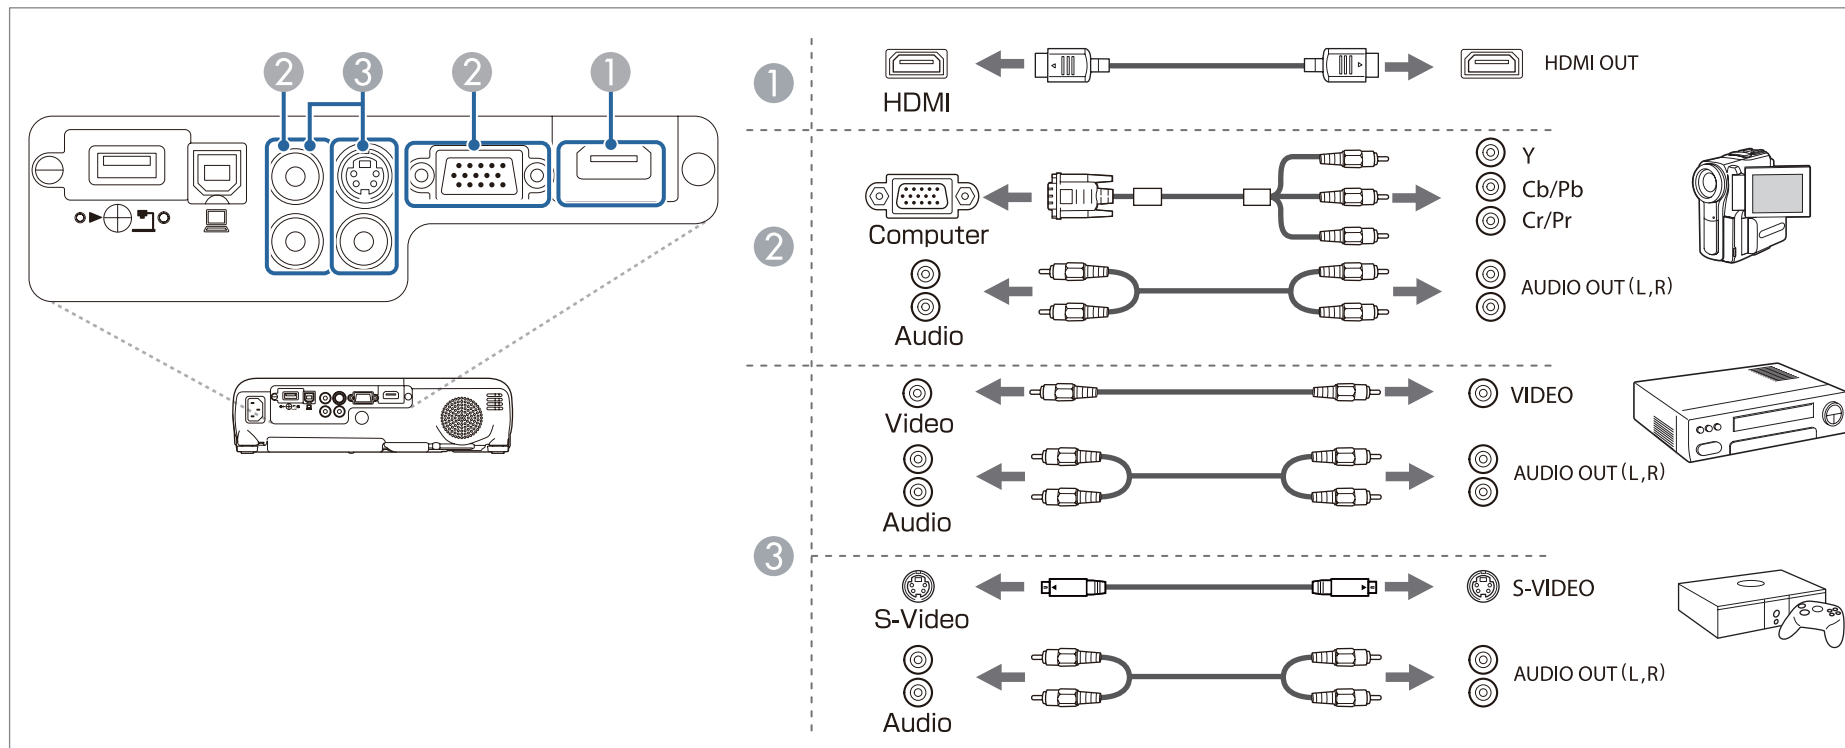 2 3 2 1
1
HDMI
HDMI OUT
2
Computer
Y
Cb/Pb
Cr/Pr
Audio
AUDIO OUT (L,R)
3
Video
VIDEO
Audio
AUDIO OUT (L,R)
S-Video
S-VIDEO
Audio
AUDIO OUT (L,R)